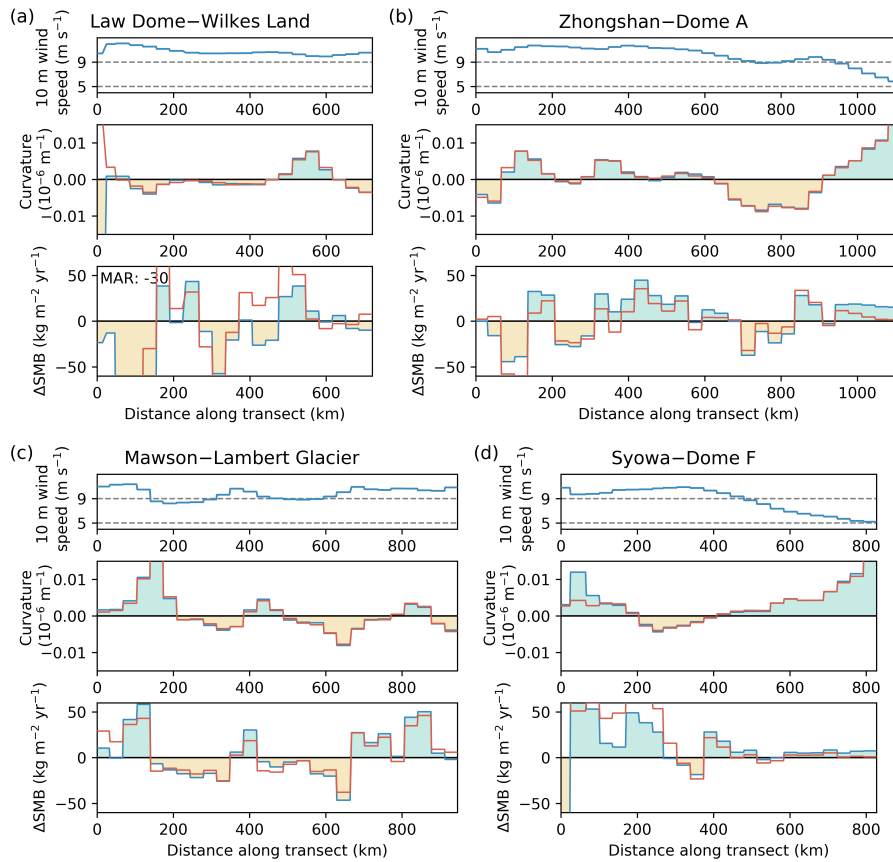 (a) Law Dome−Wilkes Land
10 m wind
speed (m s⁻¹)
9
5
0 200 400 600
Curvature
(10⁻⁶ m⁻¹)
0.01
0.00
−0.01
0 200 400 600
ΔSMB (kg m⁻² yr⁻¹)
MAR: -30
50
0
−50
0 200 400 600
Distance along transect (km)
(b) Zhongshan−Dome A
10 m wind
speed (m s⁻¹)
9
5
0 200 400 600 800 1000
Curvature
(10⁻⁶ m⁻¹)
0.01
0.00
−0.01
0 200 400 600 800 1000
ΔSMB (kg m⁻² yr⁻¹)
50
0
−50
0 200 400 600 800 1000
Distance along transect (km)
(c) Mawson−Lambert Glacier
10 m wind
speed (m s⁻¹)
9
5
0 200 400 600 800
Curvature
(10⁻⁶ m⁻¹)
0.01
0.00
−0.01
0 200 400 600 800
ΔSMB (kg m⁻² yr⁻¹)
50
0
−50
0 200 400 600 800
Distance along transect (km)
(d) Syowa−Dome F
10 m wind
speed (m s⁻¹)
9
5
0 200 400 600 800
Curvature
(10⁻⁶ m⁻¹)
0.01
0.00
−0.01
0 200 400 600 800
ΔSMB (kg m⁻² yr⁻¹)
50
0
−50
0 200 400 600 800
Distance along transect (km)